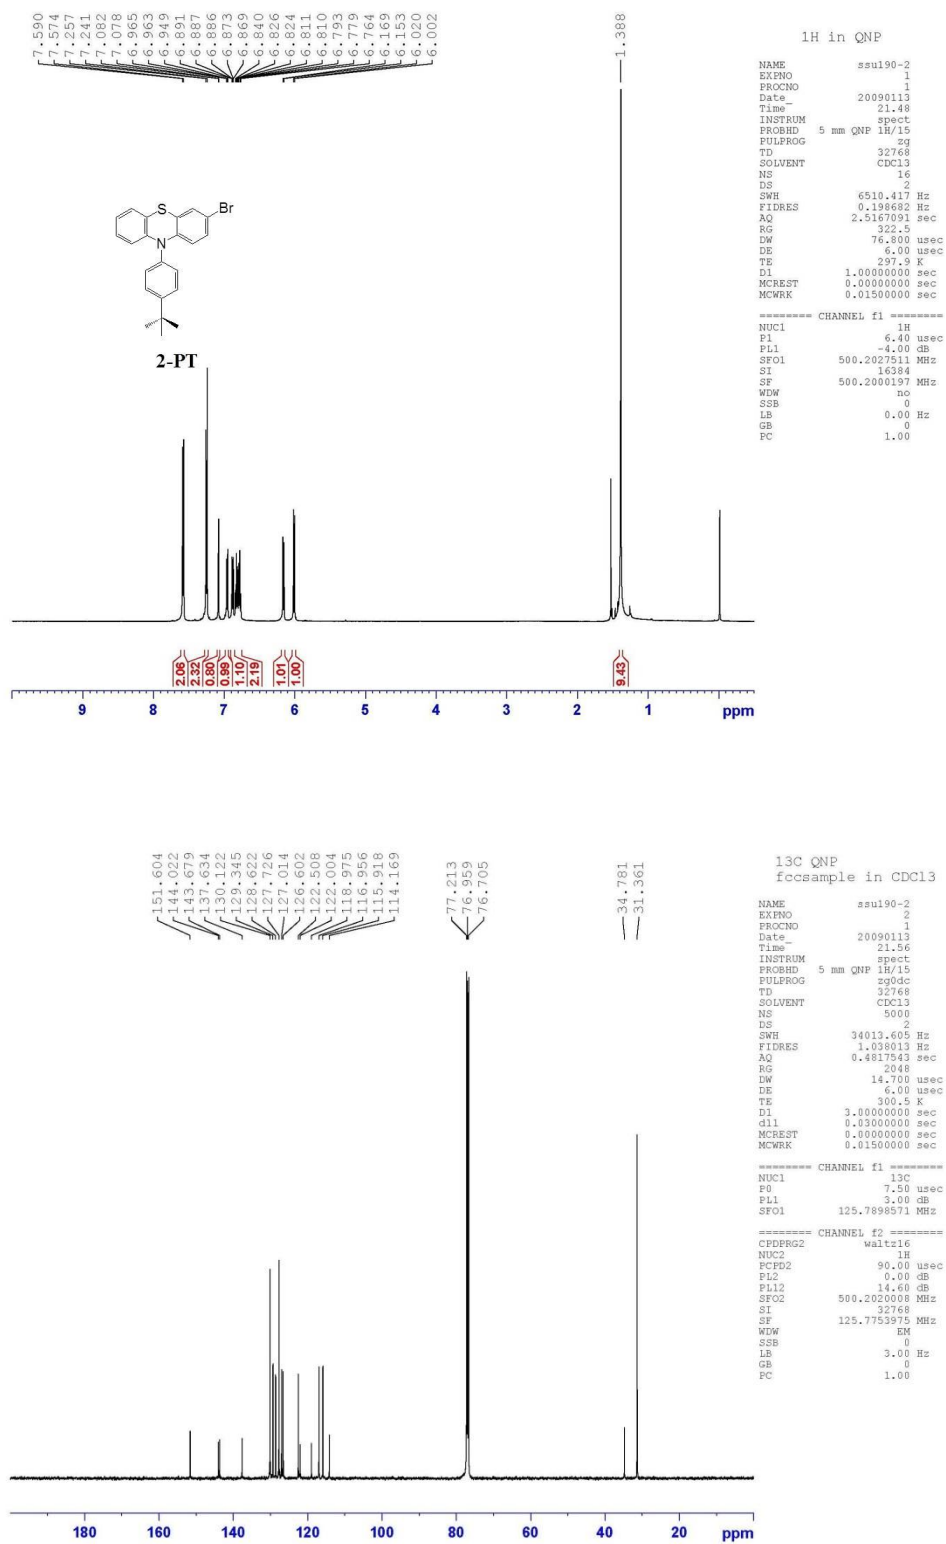 7.590
7.574
7.257
7.241
7.082
7.078
6.965
6.963
6.949
6.891
6.887
6.886
6.873
6.869
6.840
6.826
6.824
6.811
6.810
6.793
6.779
6.764
6.169
6.153
6.020
6.002
1.388
1H in QNP
NAME ssu190-2
EXPNO 1
PROCNO 1
Date_ 20090113
Time 21.48
INSTRUM spect
PROBHD 5 mm QNP 1H/15
PULPROG zg
TD 32768
SOLVENT CDCl3
NS 16
DS 2
SWH 6510.417 Hz
FIDRES 0.198682 Hz
AQ 2.5167091 sec
RG 322.5
DW 76.800 usec
DE 6.00 usec
TE 297.9 K
D1 1.00000000 sec
MCREST 0.00000000 sec
MCWRK 0.01500000 sec
======== CHANNEL f1 ========
NUC1 1H
P1 6.40 usec
PL1 -4.00 dB
SFO1 500.2027511 MHz
SI 16384
SF 500.2000197 MHz
WDW no
SSB 0
LB 0.00 Hz
GB 0
PC 1.00
S
Br
N
2-PT
2.06
2.32
0.80
0.99
1.10
2.19
1.01
1.00
9.43
9 8 7 6 5 4 3 2 1 ppm
151.604
144.022
143.679
137.634
130.122
129.345
128.622
127.726
127.014
126.602
122.508
122.004
118.975
116.956
115.918
114.169
77.213
76.959
76.705
34.781
31.361
13C QNP
fccsample in CDCl3
NAME ssu190-2
EXPNO 2
PROCNO 1
Date_ 20090113
Time 21.56
INSTRUM spect
PROBHD 5 mm QNP 1H/15
PULPROG zg0dc
TD 32768
SOLVENT CDCl3
NS 5000
DS 2
SWH 34013.605 Hz
FIDRES 1.038013 Hz
AQ 0.4817543 sec
RG 2048
DW 14.700 usec
DE 6.00 usec
TE 300.5 K
D1 3.00000000 sec
d11 0.03000000 sec
MCREST 0.00000000 sec
MCWRK 0.01500000 sec
======== CHANNEL f1 ========
NUC1 13C
P0 7.50 usec
PL1 3.00 dB
SFO1 125.7898571 MHz
======== CHANNEL f2 ========
CPDPRG2 waltz16
NUC2 1H
PCPD2 90.00 usec
PL2 0.00 dB
PL12 14.60 dB
SFO2 500.2020008 MHz
SI 32768
SF 125.7753975 MHz
WDW EM
SSB 0
LB 3.00 Hz
GB 0
PC 1.00
180 160 140 120 100 80 60 40 20 ppm